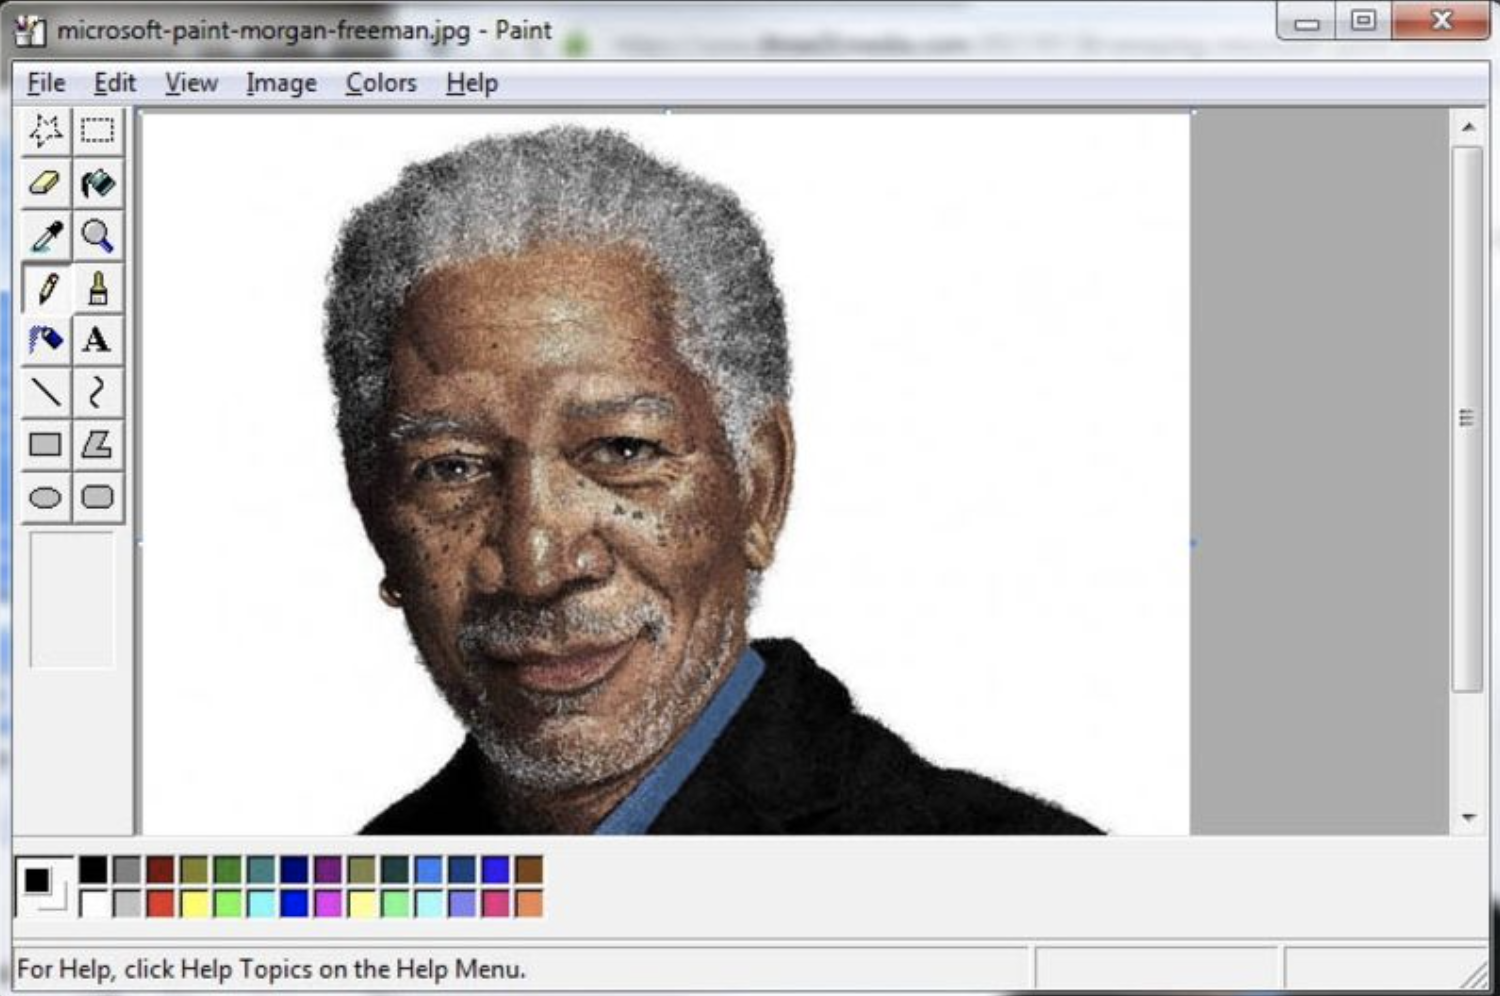 microsoft-paint-morgan-freeman.jpg - Paint
File Edit View Image Colors Help
A
For Help, click Help Topics on the Help Menu.